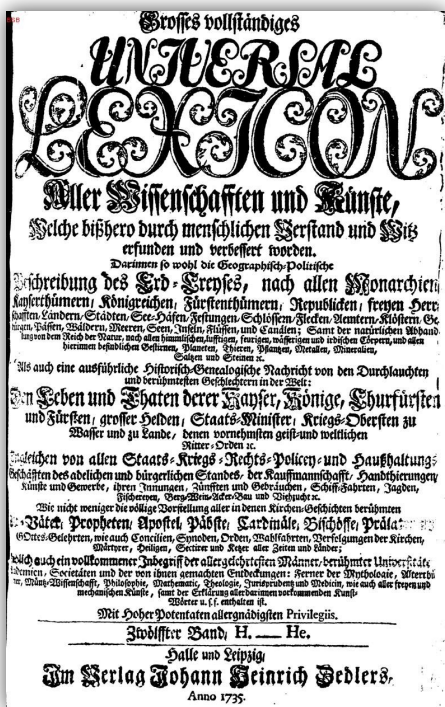 Grosses vollständiges
UNIVERSAL
LEXICON
Aller Wissenschafften und Künste,
Welche bißhero durch menschlichen Verstand und Witz
erfunden und verbessert worden.
Darinnen so wohl die Geographisch-Politische
Beschreibung des Erd-Creyses, nach allen Monarchien
Kayserthümern, Königreichen, Fürstenthümern, Republicken, freyen Herr
schafften, Ländern, Städten, See-Häfen, Festungen, Schlössern, Flecken, Aemtern, Klöstern, Ge
bürgen, Pässen, Wäldern, Meeren, Seen, Inseln, Flüssen, und Canälen; Samt der natürlichen Abhand
lung von dem Reich der Natur, nach allen himmlischen, lufftigen, feurigen, wässerigen und irrdischen Cörpern, und allen
hierinnen befindlichen Gestirnen, Planeten, Thieren, Pflantzen, Metallen, Mineralien,
Saltzen und Steinen ꝛc.
Als auch eine ausführliche Historisch-Genealogische Nachricht von den Durchlauchten
und berühmtesten Geschlechtern in der Welt:
Den Leben und Thaten derer Kayser, Könige, Churfürsten
und Fürsten, grosser Helden, Staats-Minister, Kriegs-Obersten zu
Wasser und zu Lande, denen vornehmsten geist- und weltlichen
Ritter-Orden ꝛc.
Ingleichen von allen Staats-Kriegs-Rechts-Policey- und Haußhaltungs
Geschäfften des adelichen und bürgerlichen Standes, der Kauffmannschafft, Handthierungen
Künste und Gewerbe, ihren Innungen, Zünfften und Gebräuchen, Schiff-Fahrten, Jagden,
Fischereyen, Berg-Wein-Acker-Bau und Viehzucht ꝛc.
Wie nicht weniger die völlige Vorstellung aller in denen Kirchen-Geschichten berühmten
Väter, Propheten, Apostel, Päbste, Cardinäle, Bischöffe, Präla
GOttes-Gelehrten, wie auch Concilien, Synoden, Orden, Wahlfahrten, Verfolgungen der Kirchen,
Märtyrer, Heiligen, Sectirer und Ketzer aller Zeiten und Länder;
Endlich auch ein vollkommener Inbegriff der allergelehrtesten Männer, berühmter Universitäte
demien, Societäten und der von ihnen gemachten Entdeckungen: Ferner der Mythologie, Alterthü
mer, Müntz-Wissenschafft, Philosophie, Mathematic, Theologie, Jurisprudentz und Medicin, wie auch aller freyen und
mechanischen Künste, samt der Erklärung aller darinnen vorkommenden Kunst-
Wörter u. s. f. enthalten ist.
Mit Hoher Potentaten allergnädigsten Privilegiis.
Zwölffter Band, H. — He.
Halle und Leipzig,
Im Verlag Johann Heinrich Zedlers,
Anno 1735.